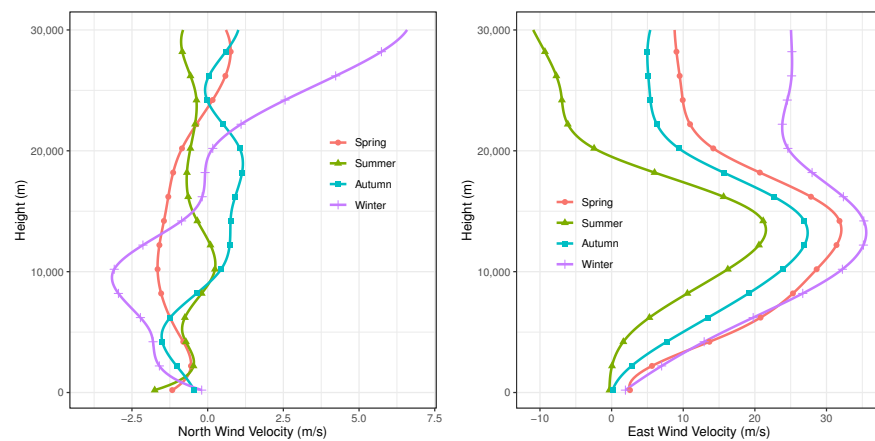 30,000
20,000
10,000
0
Height (m)
−2.5 0.0 2.5 5.0 7.5
North Wind Velocity (m/s)
Spring
Summer
Autumn
Winter
30,000
20,000
10,000
0
Height (m)
−10 0 10 20 30
East Wind Velocity (m/s)
Spring
Summer
Autumn
Winter